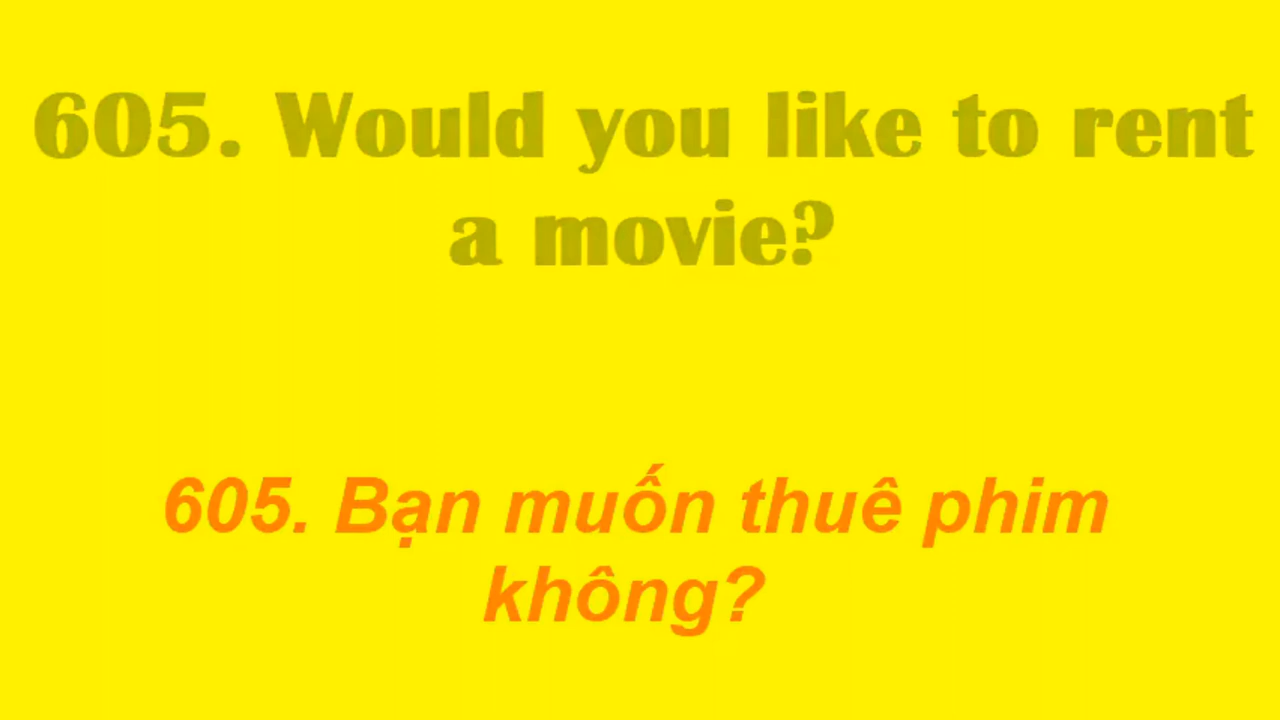 605. Would you like to rent
a movie?
605. Bạn muốn thuê phim
không?